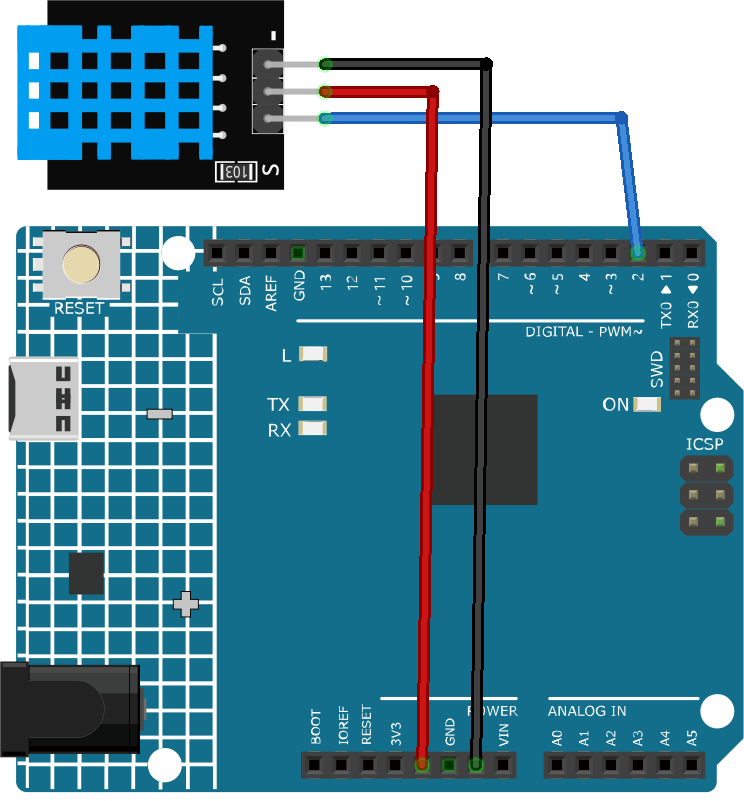 -
103
S
SCL
SDA
AREF
GND
13
12
~11
~10
8
7
~6
~5
4
~3
2
TX0 ▶ 1
RX0 ◀ 0
RESET
DIGITAL - PWM~
L
TX
RX
ON
SWD
ICSP
POWER
ANALOG IN
BOOT
IOREF
RESET
3V3
GND
VIN
A0
A1
A2
A3
A4
A5